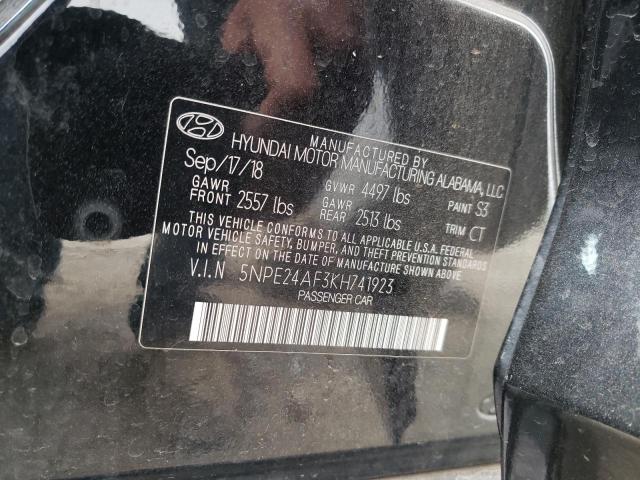 MANUFACTURED BY
HYUNDAI MOTOR MANUFACTURING ALABAMA, LLC
Sep/17/18 GVWR 4497 lbs PAINT S3
GAWR FRONT 2557 lbs GAWR REAR 2513 lbs TRIM CT
THIS VEHICLE CONFORMS TO ALL APPLICABLE U.S.A. FEDERAL
MOTOR VEHICLE SAFETY, BUMPER, AND THEFT PREVENTION STANDARDS
IN EFFECT ON THE DATE OF MANUFACTURE SHOWN ABOVE.
V.I.N 5NPE24AF3KH741923
PASSENGER CAR